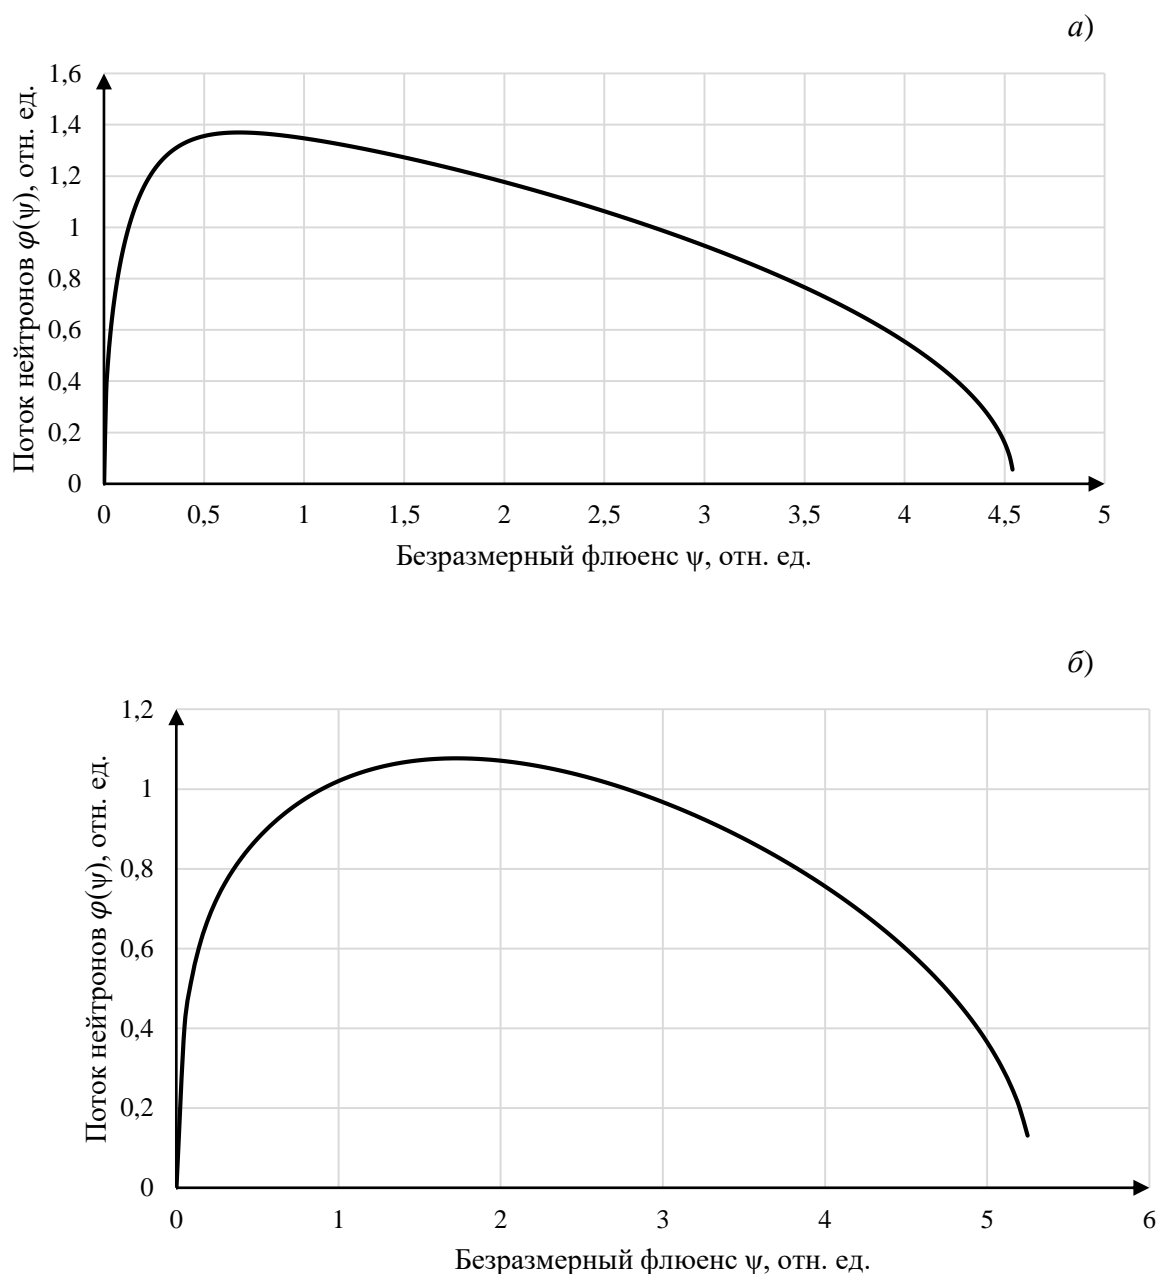 а)
Поток нейтронов φ(ψ), отн. ед.
1,6
1,4
1,2
1
0,8
0,6
0,4
0,2
0
0 0,5 1 1,5 2 2,5 3 3,5 4 4,5 5
Безразмерный флюенс ψ, отн. ед.
б)
Поток нейтронов φ(ψ), отн. ед.
1,2
1
0,8
0,6
0,4
0,2
0
0 1 2 3 4 5 6
Безразмерный флюенс ψ, отн. ед.